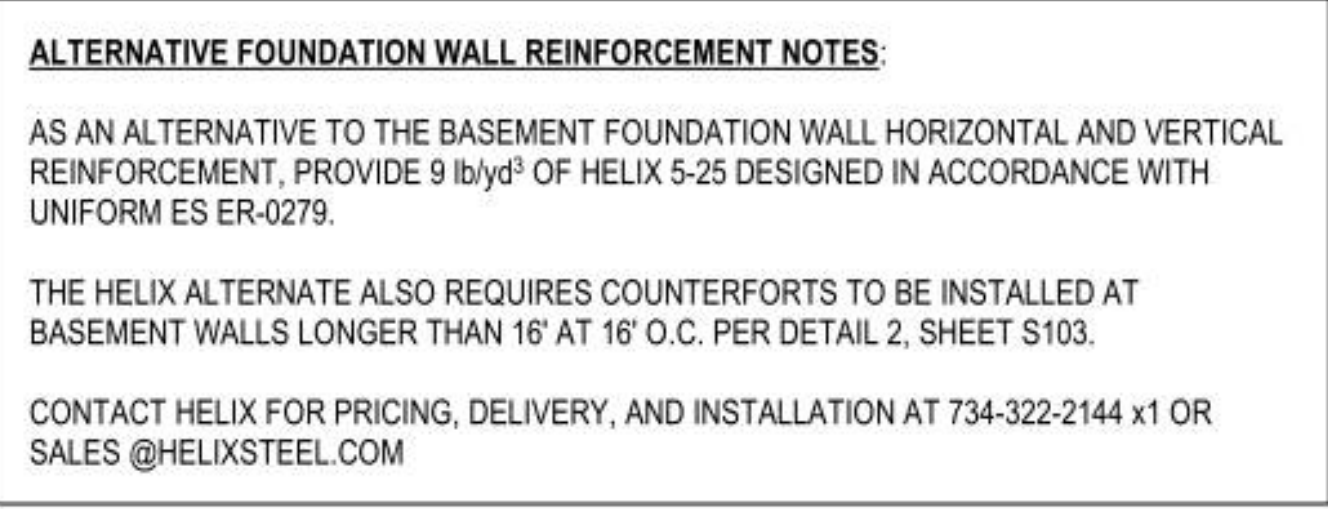 ALTERNATIVE FOUNDATION WALL REINFORCEMENT NOTES:
AS AN ALTERNATIVE TO THE BASEMENT FOUNDATION WALL HORIZONTAL AND VERTICAL
REINFORCEMENT, PROVIDE 9 lb/yd³ OF HELIX 5-25 DESIGNED IN ACCORDANCE WITH
UNIFORM ES ER-0279.
THE HELIX ALTERNATE ALSO REQUIRES COUNTERFORTS TO BE INSTALLED AT
BASEMENT WALLS LONGER THAN 16' AT 16' O.C. PER DETAIL 2, SHEET S103.
CONTACT HELIX FOR PRICING, DELIVERY, AND INSTALLATION AT 734-322-2144 x1 OR
SALES @HELIXSTEEL.COM